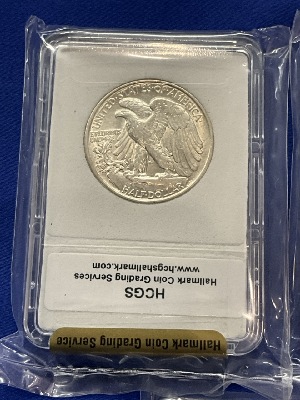 UNITED STATES OF AMERICA
HALF DOLLAR
HCGS
Hallmark Coin Grading Services
www.hcgshallmark.com
Hallmark Coin Grading Service